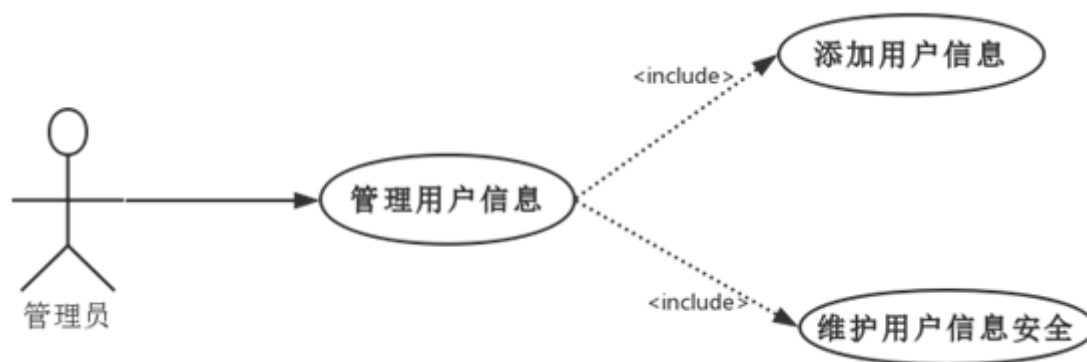 添加用户信息
<include>
管理用户信息
<include>
管理员
维护用户信息安全